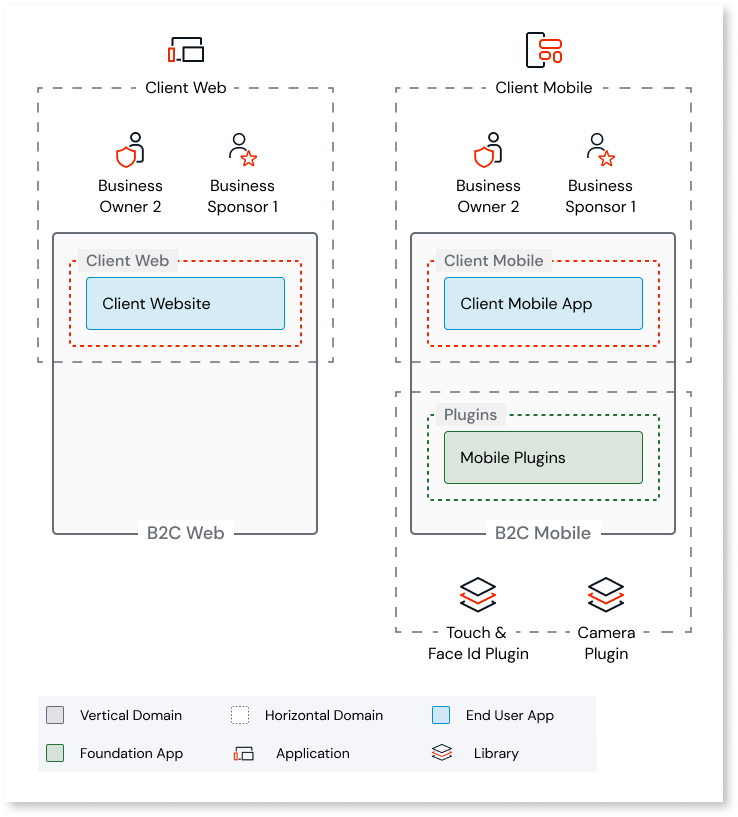 Client Web
Business
Owner 2
Business
Sponsor 1
Client Web
Client Website
B2C Web
Client Mobile
Business
Owner 2
Business
Sponsor 1
Client Mobile
Client Mobile App
Plugins
Mobile Plugins
B2C Mobile
Touch &
Face Id Plugin
Camera
Plugin
Vertical Domain
Horizontal Domain
End User App
Foundation App
Application
Library